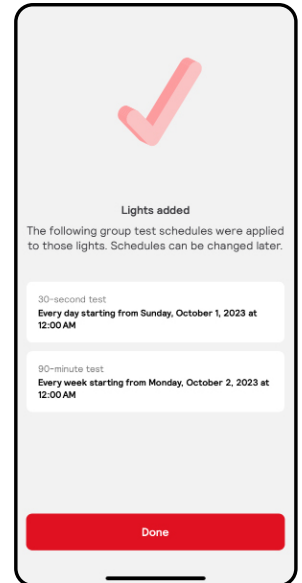 Lights added
The following group test schedules were applied
to those lights. Schedules can be changed later.
30-second test
Every day starting from Sunday, October 1, 2023 at
12:00 AM
90-minute test
Every week starting from Monday, October 2, 2023 at
12:00 AM
Done